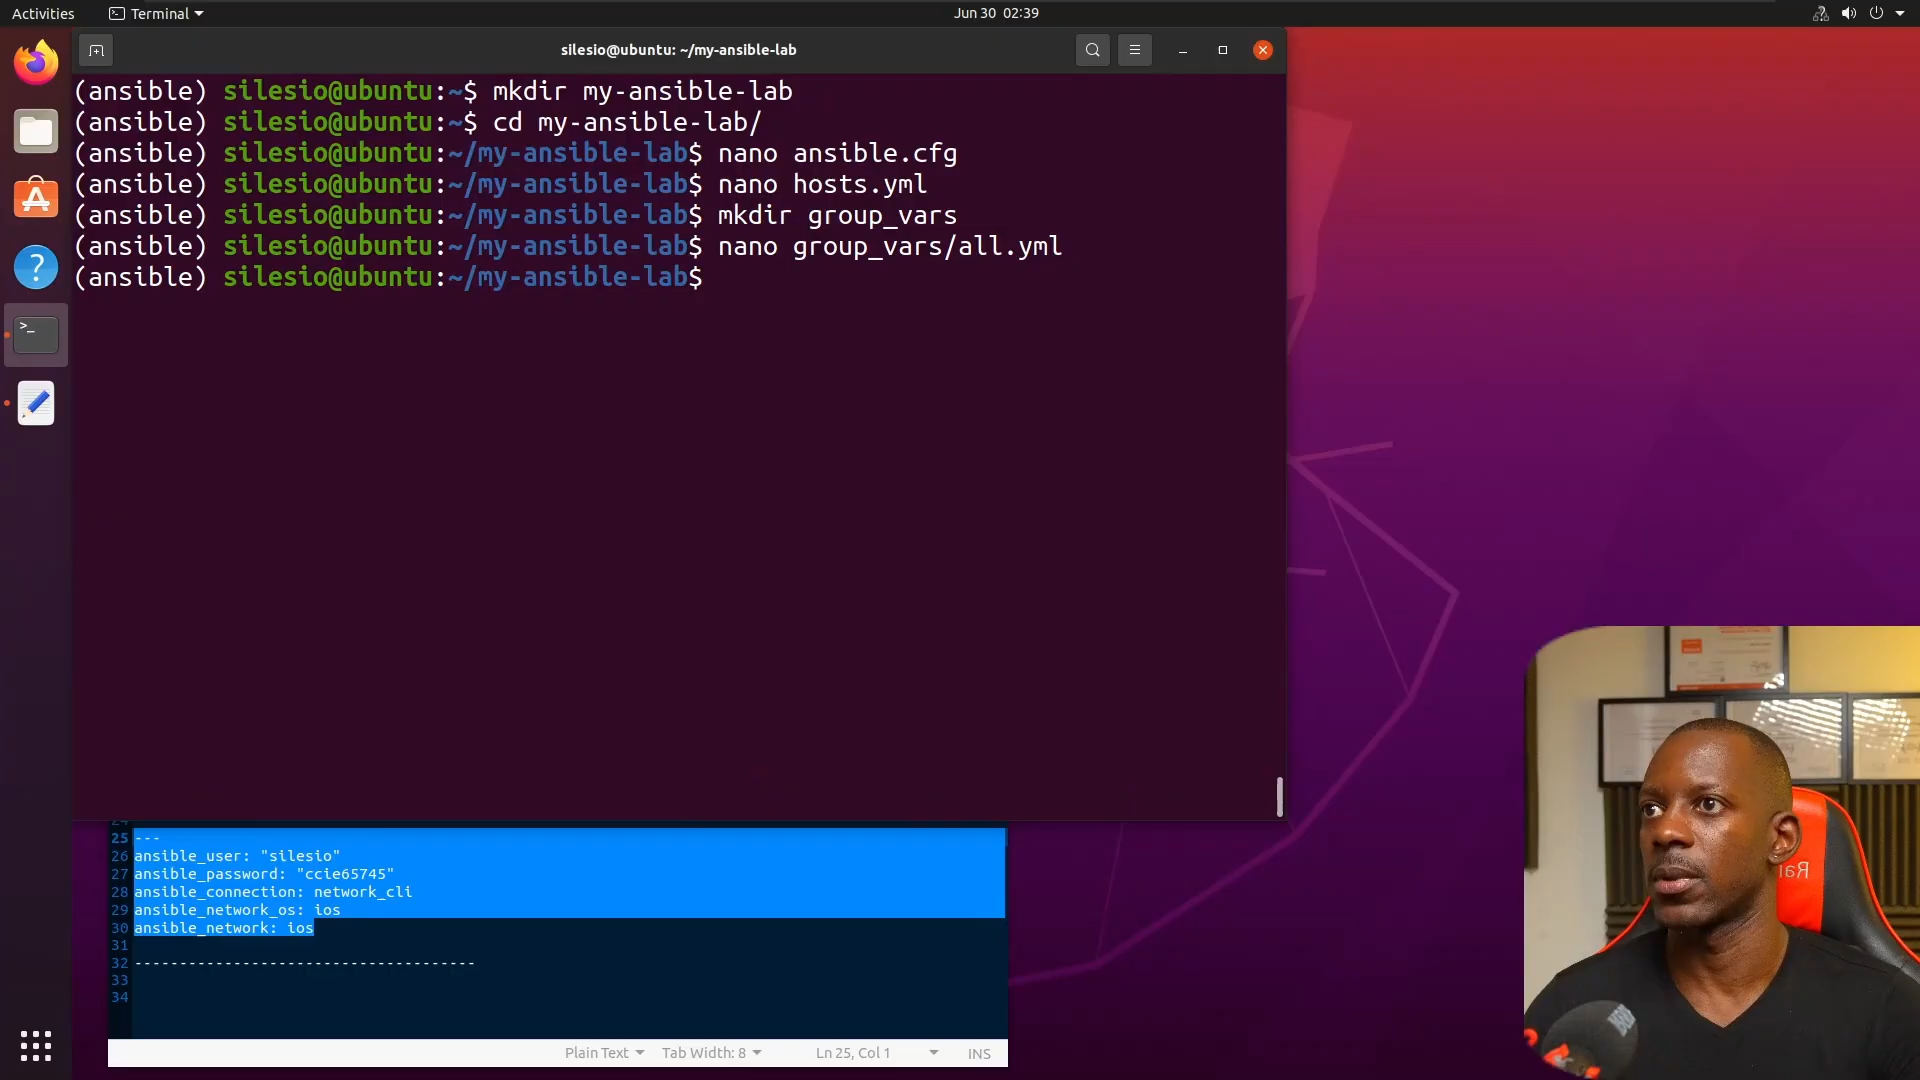 Activities
Terminal
Jun 30 02:39
silesio@ubuntu: ~/my-ansible-lab
(ansible) silesio@ubuntu:~$ mkdir my-ansible-lab
(ansible) silesio@ubuntu:~$ cd my-ansible-lab/
(ansible) silesio@ubuntu:~/my-ansible-lab$ nano ansible.cfg
(ansible) silesio@ubuntu:~/my-ansible-lab$ nano hosts.yml
(ansible) silesio@ubuntu:~/my-ansible-lab$ mkdir group_vars
(ansible) silesio@ubuntu:~/my-ansible-lab$ nano group_vars/all.yml
(ansible) silesio@ubuntu:~/my-ansible-lab$
24
25 ---
26 ansible_user: "silesio"
27 ansible_password: "ccie65745"
28 ansible_connection: network_cli
29 ansible_network_os: ios
30 ansible_network: ios
31
32 --------------------------------------
33
34
Plain Text Tab Width: 8 Ln 25, Col 1 INS